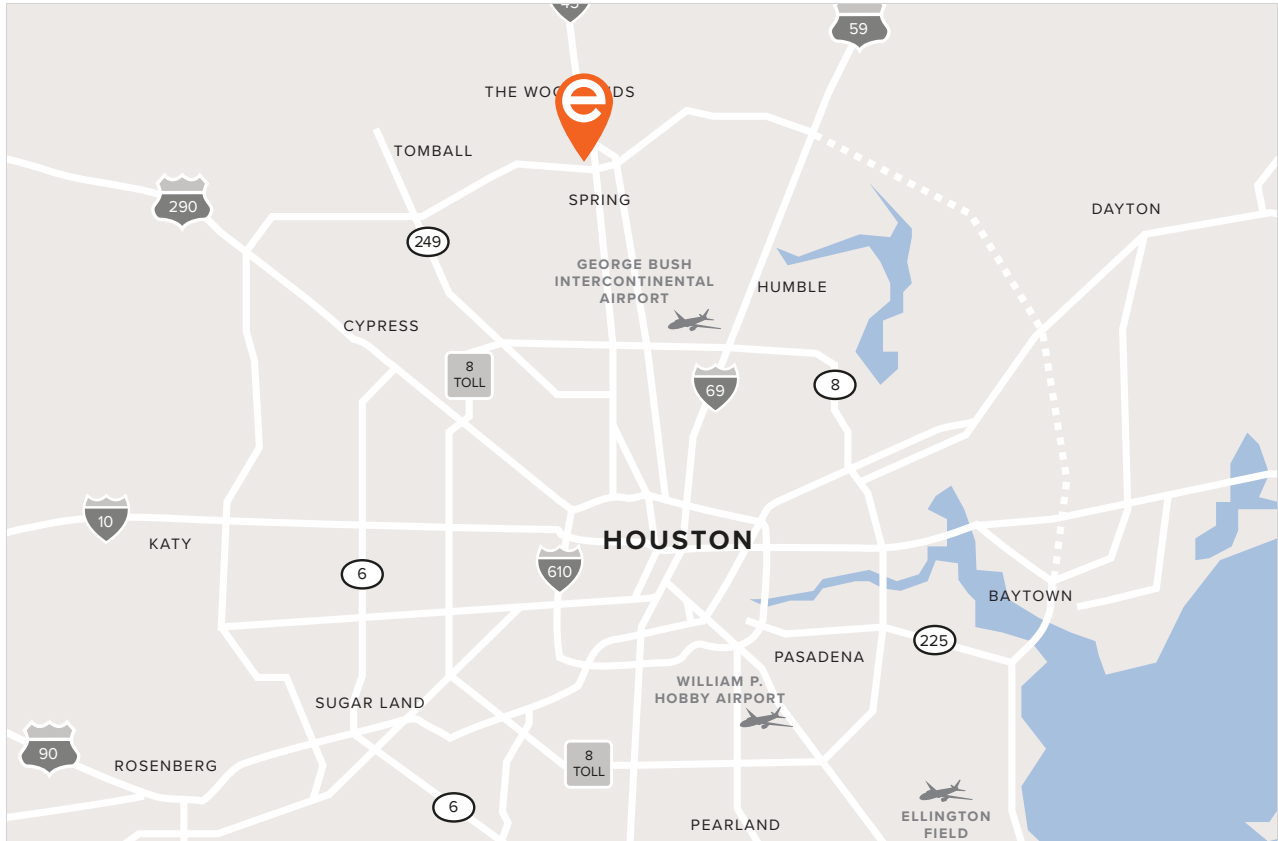 45
59
THE WOODLANDS
e
TOMBALL
290
SPRING
DAYTON
249
GEORGE BUSH
INTERCONTINENTAL
AIRPORT
HUMBLE
CYPRESS
8
TOLL
69
8
10
KATY
HOUSTON
6
610
BAYTOWN
225
PASADENA
WILLIAM P.
HOBBY AIRPORT
SUGAR LAND
90
ROSENBERG
8
TOLL
6
PEARLAND
ELLINGTON
FIELD